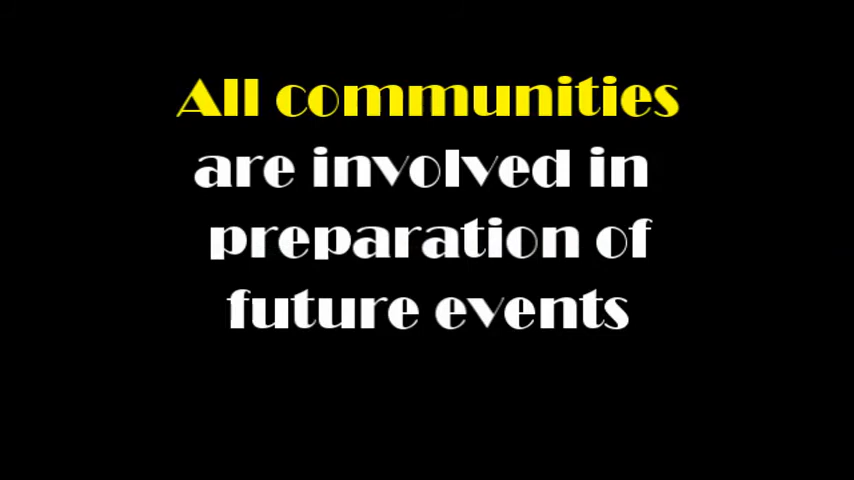 All communities
are involved in
preparation of
future events